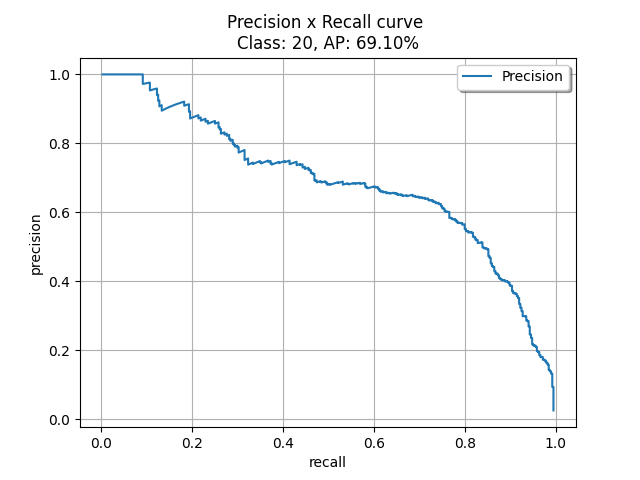 Precision x Recall curve
Class: 20, AP: 69.10%
Precision
1.0
0.8
0.6
0.4
0.2
0.0
precision
0.0 0.2 0.4 0.6 0.8 1.0
recall